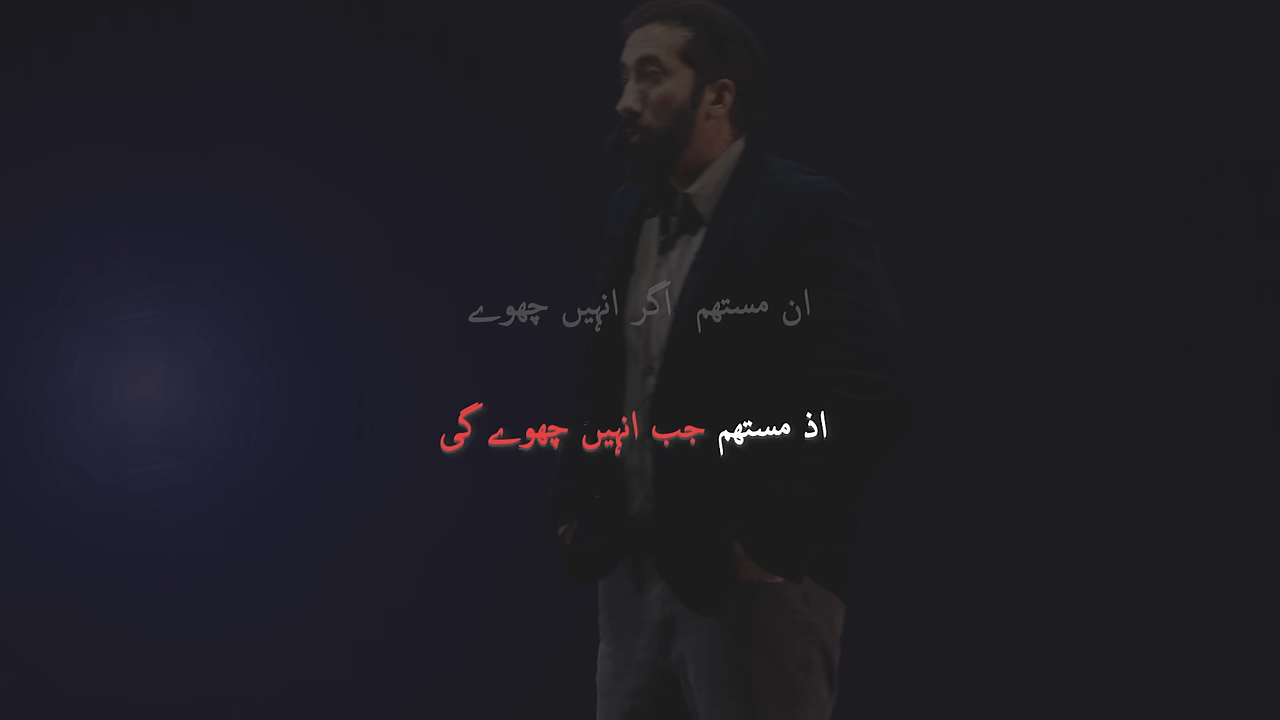 ان مستهم اگر انہیں چھوے
اذ مستهم جب انہیں چھوے گی